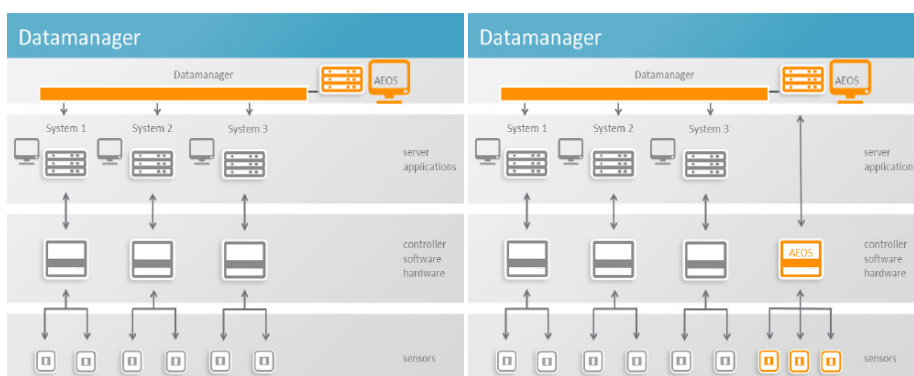 Datamanager
Datamanager
AEOS
System 1
System 2
System 3
server
applications
controller
software
hardware
sensors
Datamanager
Datamanager
AEOS
System 1
System 2
System 3
server
application
controller
software
hardware
AEOS
sensors